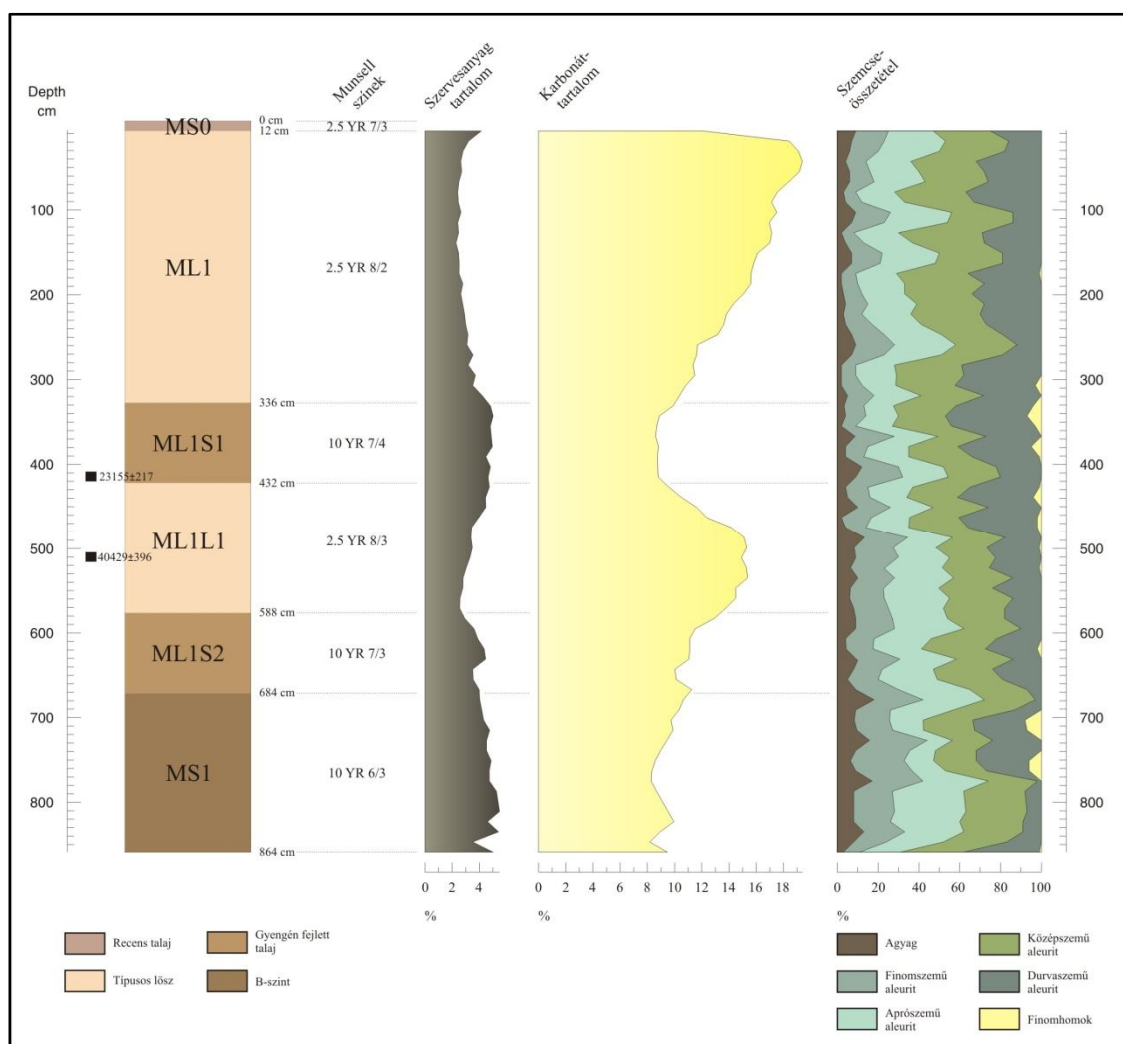 Depth
cm
Munsell
színek
Szervesanyag
tartalom
Karbonát-
tartalom
Szemcse-
összetétel
MS0
0 cm
12 cm
2.5 YR 7/3
100
100
ML1
2.5 YR 8/2
200
200
300
300
336 cm
ML1S1
10 YR 7/4
400
400
23155±217
432 cm
ML1L1
2.5 YR 8/3
500
500
40429±396
588 cm
600
600
ML1S2
10 YR 7/3
684 cm
700
700
MS1
10 YR 6/3
800
800
864 cm
0 2 4
0 2 4 6 8 10 12 14 16 18
0 20 40 60 80 100
%
%
%
Recens talaj
Gyengén fejlett
talaj
Típusos lösz
B-szint
Agyag
Középszemű
aleurit
Finomszemű
aleurit
Durvaszemű
aleurit
Aprószemű
aleurit
Finomhomok